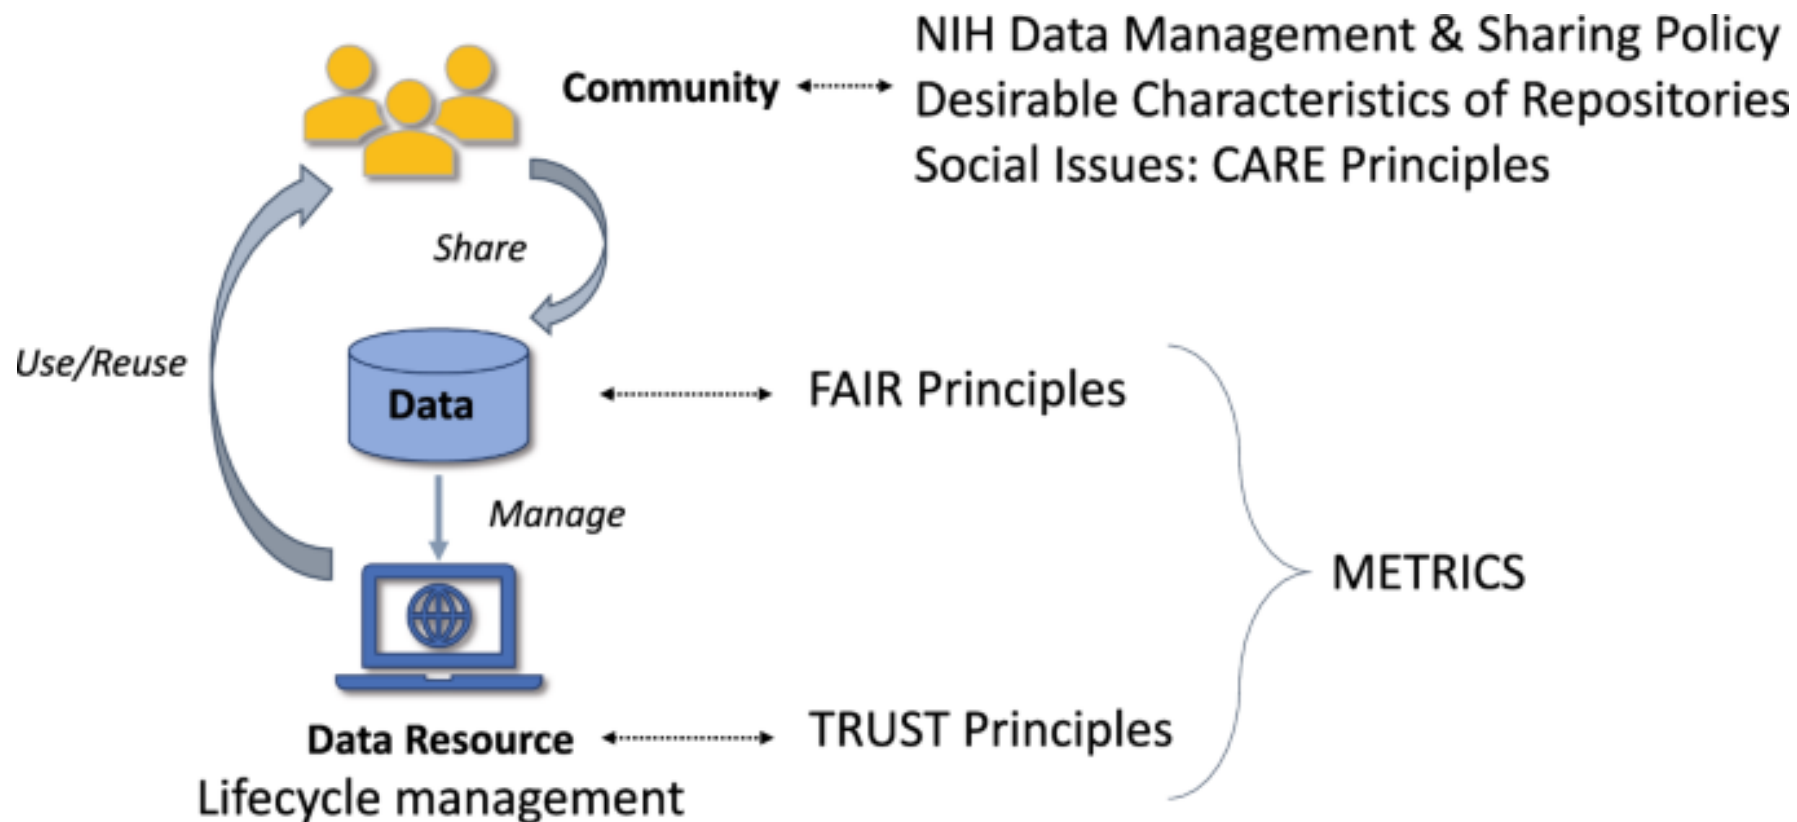 NIH Data Management & Sharing Policy
Community
Desirable Characteristics of Repositories
Social Issues: CARE Principles
Share
Use/Reuse
Data
FAIR Principles
Manage
METRICS
Data Resource
TRUST Principles
Lifecycle management